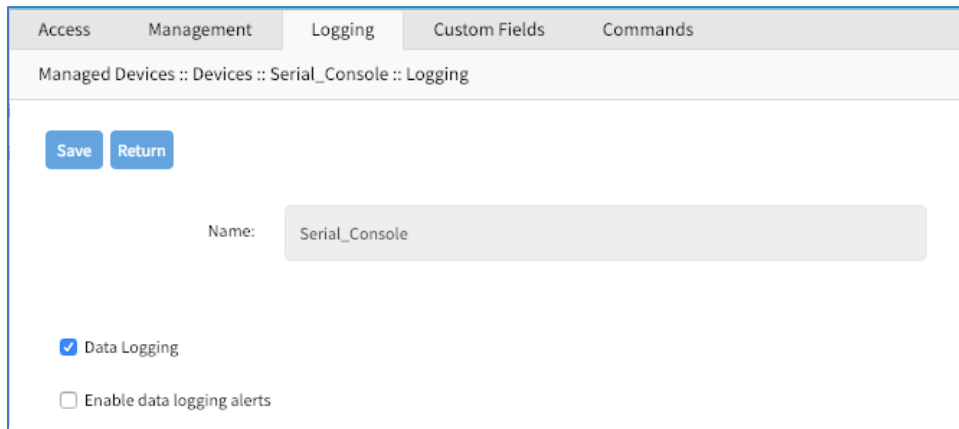 Access Management Logging Custom Fields Commands
Managed Devices :: Devices :: Serial_Console :: Logging
Save Return
Name: Serial_Console
Data Logging
Enable data logging alerts